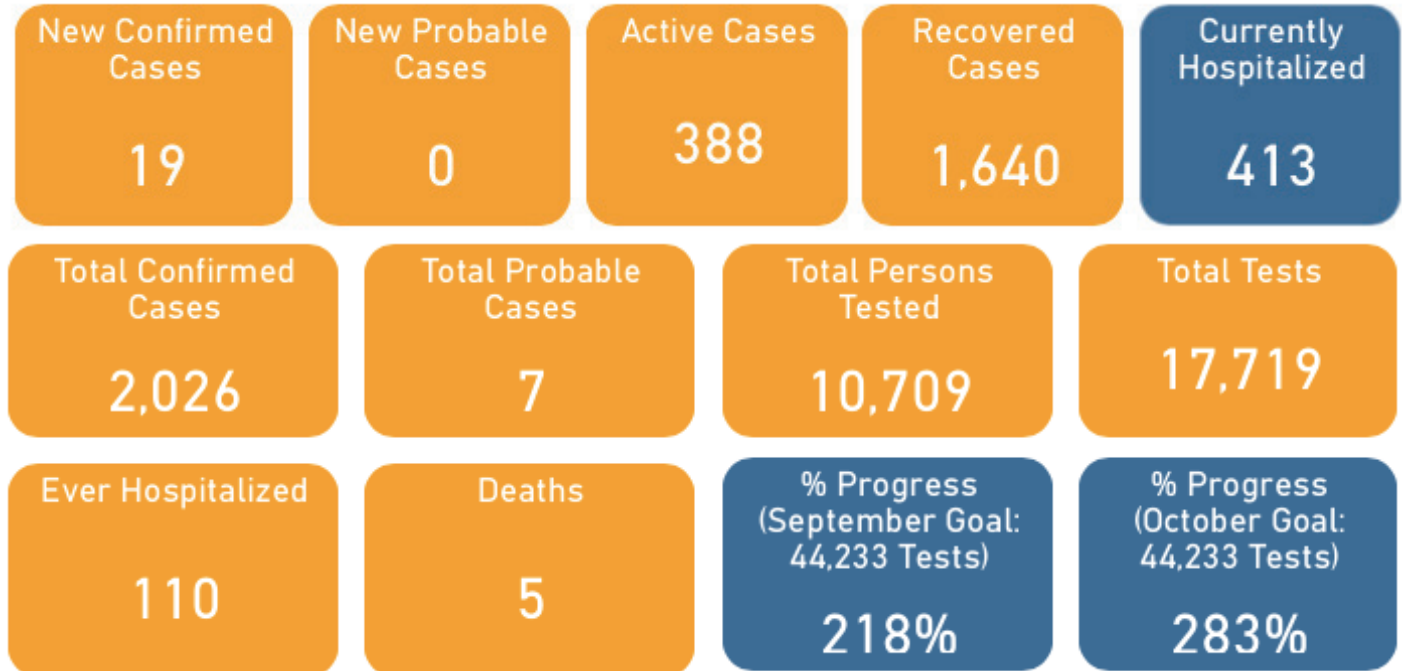 New Confirmed
Cases
19
New Probable
Cases
0
Active Cases
388
Recovered
Cases
1,640
Currently
Hospitalized
413
Total Confirmed
Cases
2,026
Total Probable
Cases
7
Total Persons
Tested
10,709
Total Tests
17,719
Ever Hospitalized
110
Deaths
5
% Progress
(September Goal:
44,233 Tests)
218%
% Progress
(October Goal:
44,233 Tests)
283%